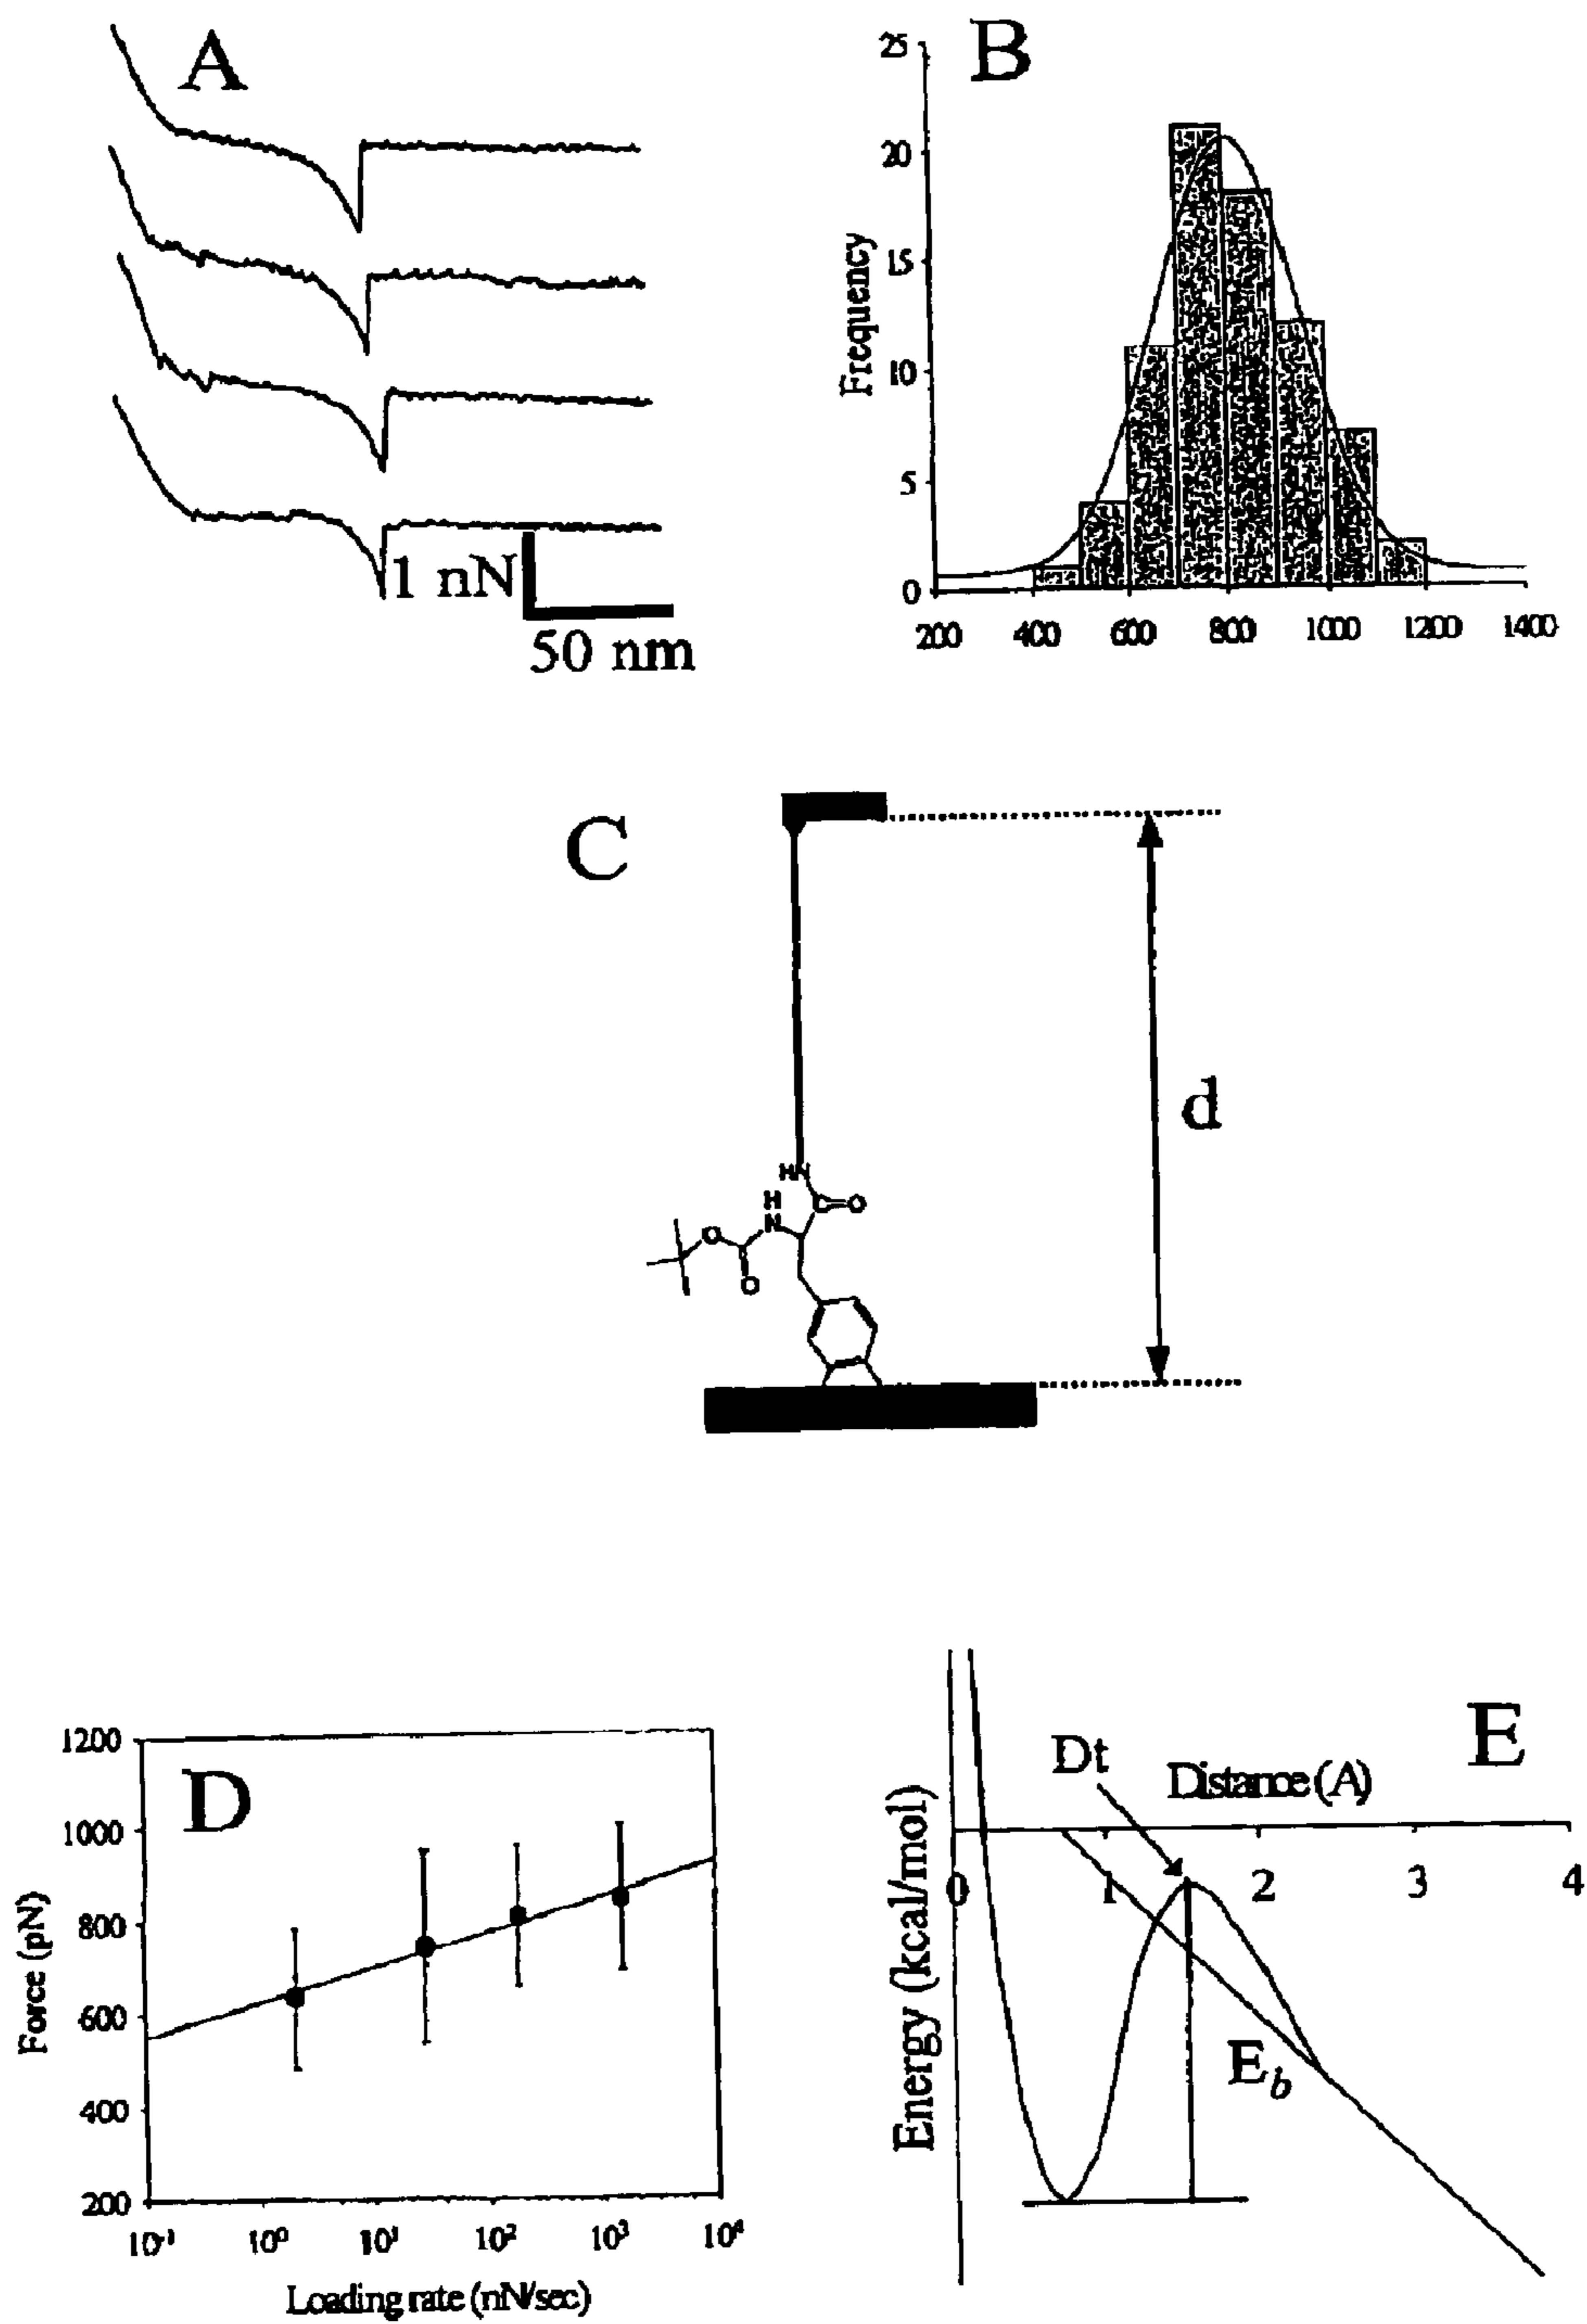 A
1 nN
50 nm
B
Frequency
25
20
15
10
5
0
200 400 600 800 1000 1200 1400
C
d
HN
C=O
H
N
O
O
D
Force (pN)
1200
1000
800
600
400
200
10⁻¹ 10⁰ 10¹ 10² 10³ 10⁴
Loading rate (nN/sec)
E
Dt
Distance (A)
Energy (kcal/mol)
0 1 2 3 4
E_b